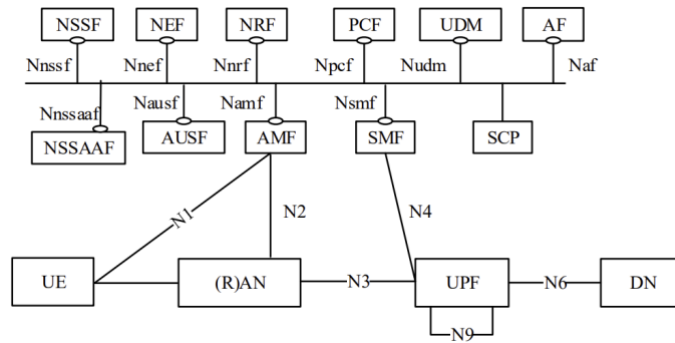 NSSF NEF NRF PCF UDM AF
Nnssf Nnef Nnrf Npcf Nudm Naf
Nnssaaf Nausf Namf Nsmf
NSSAAF AUSF AMF SMF SCP
N1 N2 N4
UE (R)AN N3 UPF N6 DN
N9